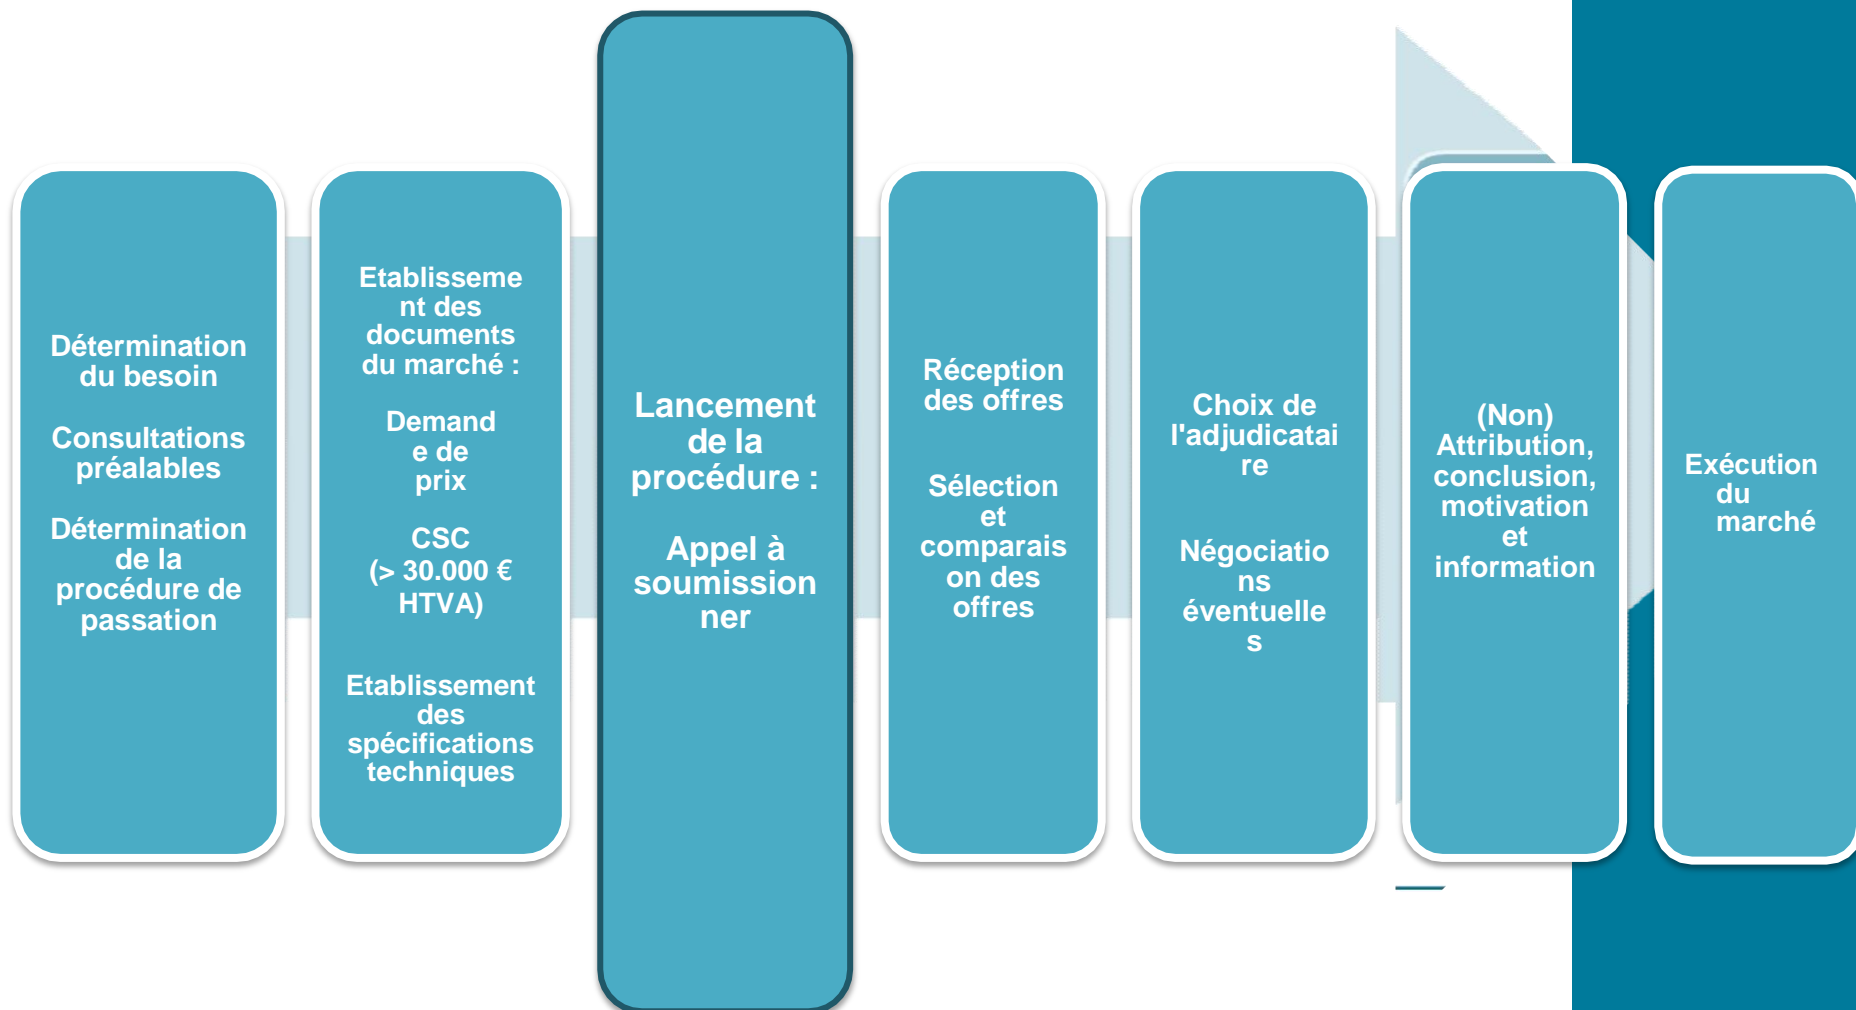 Détermination
du besoin
Consultations
préalables
Détermination
de la
procédure de
passation
Etablisseme
nt des
documents
du marché :
Demand
e de
prix
CSC
(> 30.000 €
HTVA)
Etablissement
des
spécifications
techniques
Lancement
de la
procédure :
Appel à
soumission
ner
Réception
des offres
Sélection
et
comparais
on des
offres
Choix de
l'adjudicatai
re
Négociatio
ns
éventuelle
s
(Non)
Attribution,
conclusion,
motivation
et
information
Exécution
du
marché